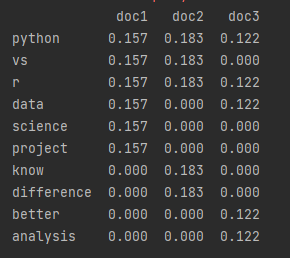 doc1 doc2 doc3
python 0.157 0.183 0.122
vs 0.157 0.183 0.000
r 0.157 0.183 0.122
data 0.157 0.000 0.122
science 0.157 0.000 0.000
project 0.157 0.000 0.000
know 0.000 0.183 0.000
difference 0.000 0.183 0.000
better 0.000 0.000 0.122
analysis 0.000 0.000 0.122